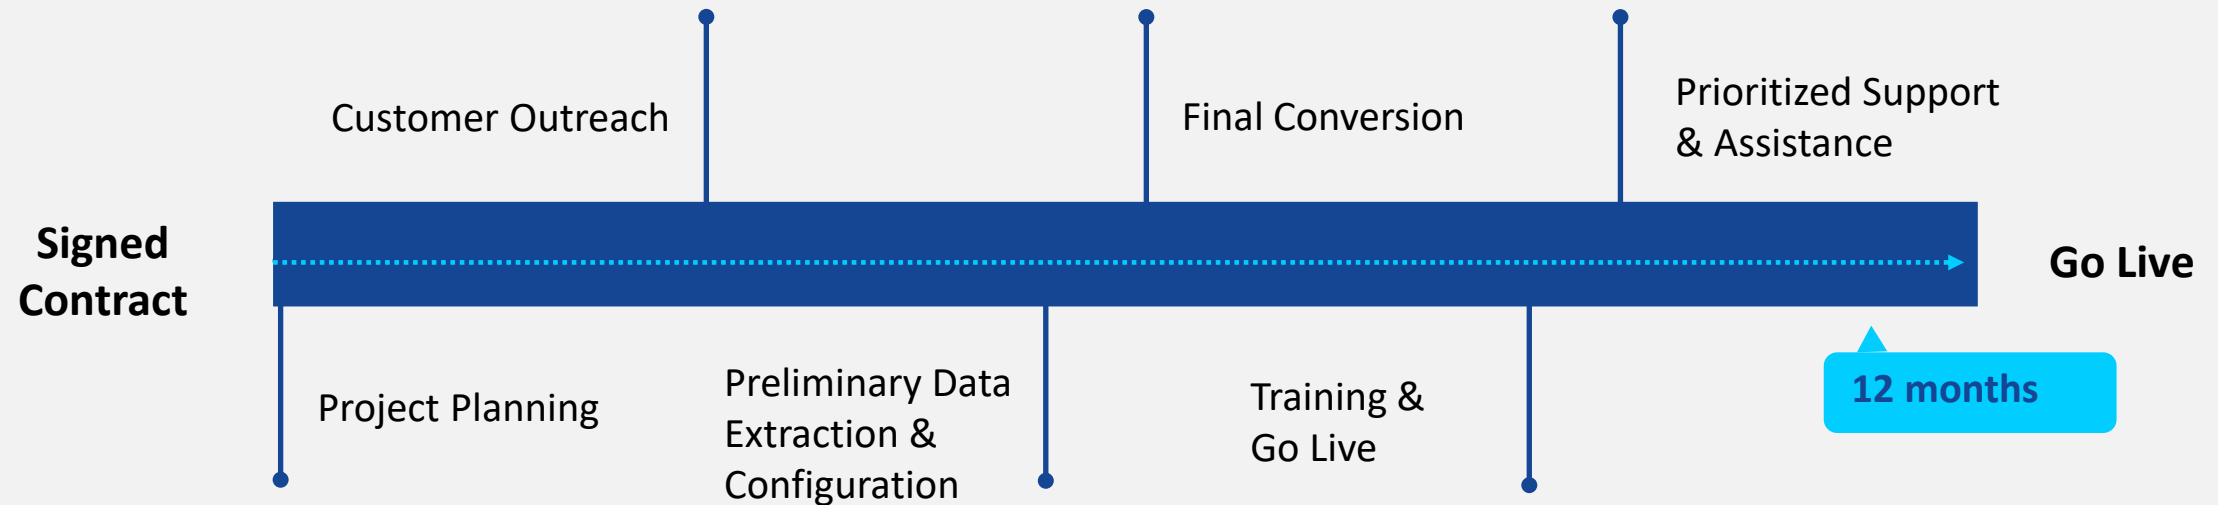 Customer Outreach
Final Conversion
Prioritized Support
& Assistance
Signed
Contract
Go Live
Project Planning
Preliminary Data
Extraction &
Configuration
Training &
Go Live
12 months